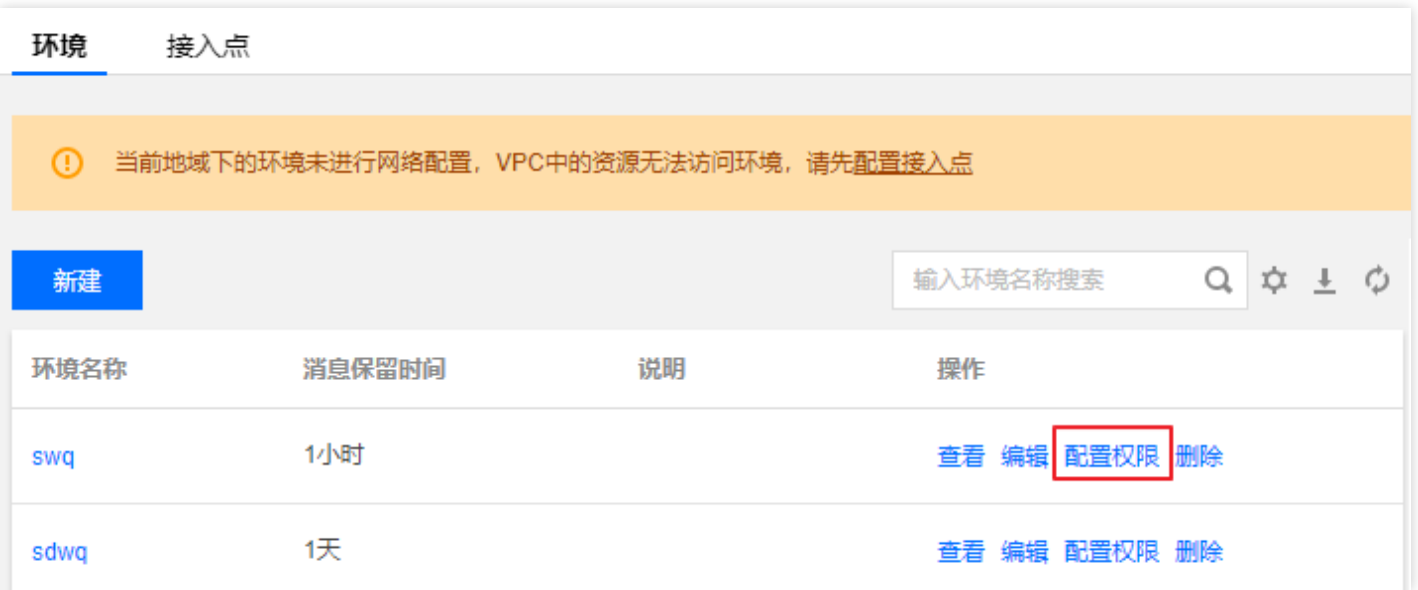 环境 接入点
当前地域下的环境未进行网络配置，VPC中的资源无法访问环境，请先配置接入点
新建 输入环境名称搜索
环境名称 消息保留时间 说明 操作
swq 1小时 查看 编辑 配置权限 删除
sdwq 1天 查看 编辑 配置权限 删除